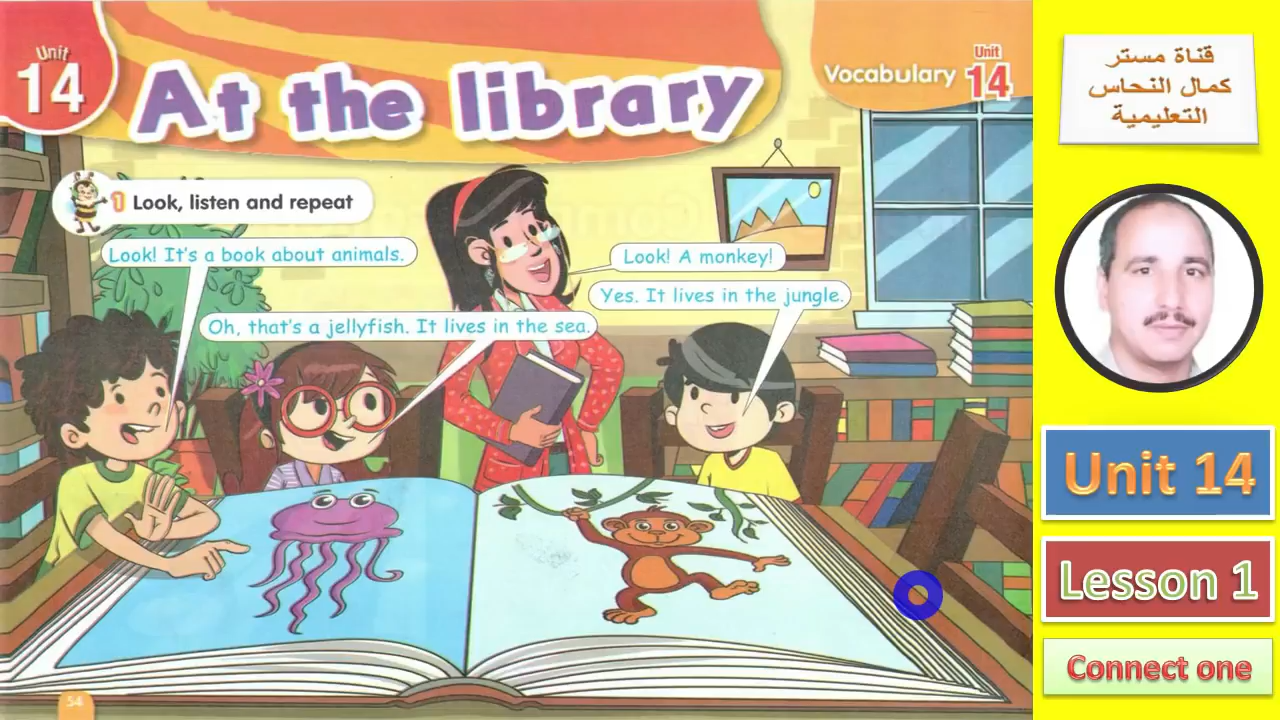 Unit
14
At the library
Vocabulary
Unit
14
1 Look, listen and repeat
Look! It's a book about animals.
Look! A monkey!
Yes. It lives in the jungle.
Oh, that's a jellyfish. It lives in the sea.
54
قناة مستر
كمال النحاس
التعليمية
Unit 14
Lesson 1
Connect one